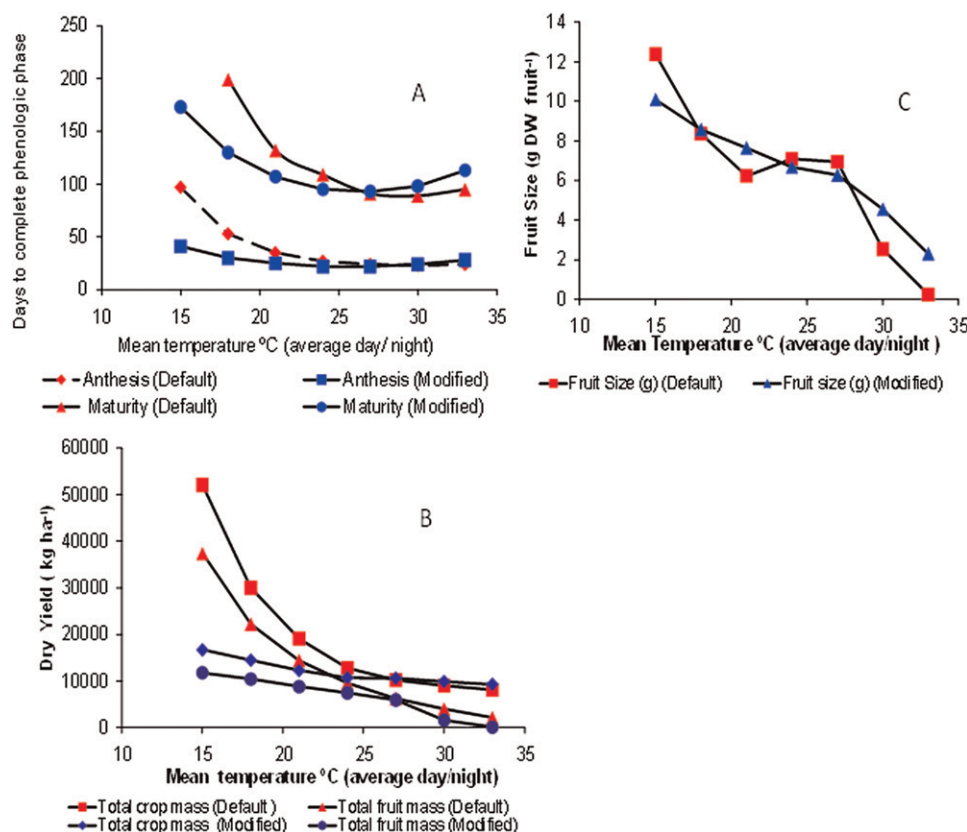 Days to complete phenologic phase
250
200
150
100
50
0
10 15 20 25 30 35
A
Mean temperature ºC (average day/ night)
Anthesis (Default) Anthesis (Modified)
Maturity (Default) Maturity (Modified)
Fruit Size (g DW fruit⁻¹)
14
12
10
8
6
4
2
0
10 15 20 25 30 35
C
Mean Temperature ºC (average day/night )
Fruit Size (g) (Default) Fruit size (g) (Modified)
Dry Yield ( kg ha⁻¹)
60000
50000
40000
30000
20000
10000
0
10 15 20 25 30 35
B
Mean temperature ºC (average day/night)
Total crop mass (Default ) Total fruit mass (Default)
Total crop mass (Modified) Total fruit mass (Modified)